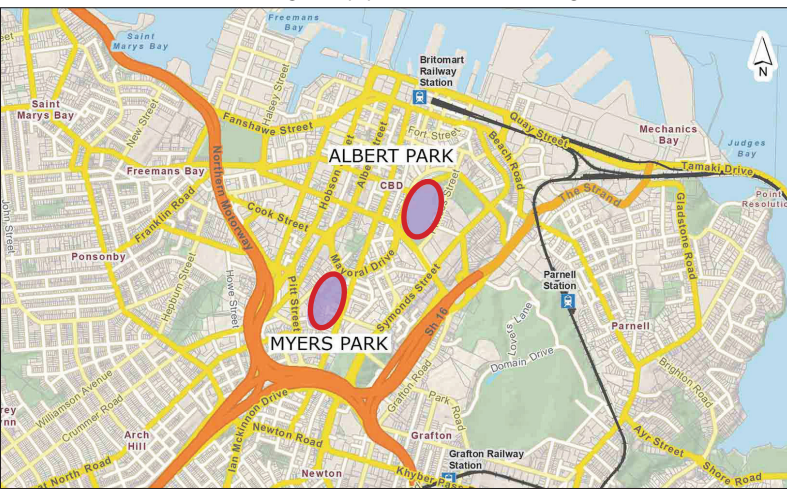 Freemans
Bay
Saint
Marys Bay
Britomart
Railway
Station
N
Saint
Marys Bay
New Street
Halsey Street
Fanshawe Street
Fort Street
Quay Street
Mechanics
Bay
Judges
Bay
Beach Road
Tamaki Drive
ALBERT PARK
Hobson Street
Albert Street
CBD
Freemans Bay
Northern Motorway
The Strand
Point
Resolutio
John Street
Franklin Road
Cook Street
Gladstone Road
Ponsonby
Mayoral Drive
Hepburn Street
Howe Street
Pitt Street
Symonds Street
Parnell
Station
Sh 16
Lovers Lane
Parnell
MYERS PARK
Domain Drive
Williamson Avenue
Crummer Road
Grafton Road
Park Road
Brighton Road
Arch
Hill
Ian Mckinnon Drive
Newton Road
Grafton
Ayr Street
Grafton Railway
Station
Newton
Khyber Pass
Shore Road